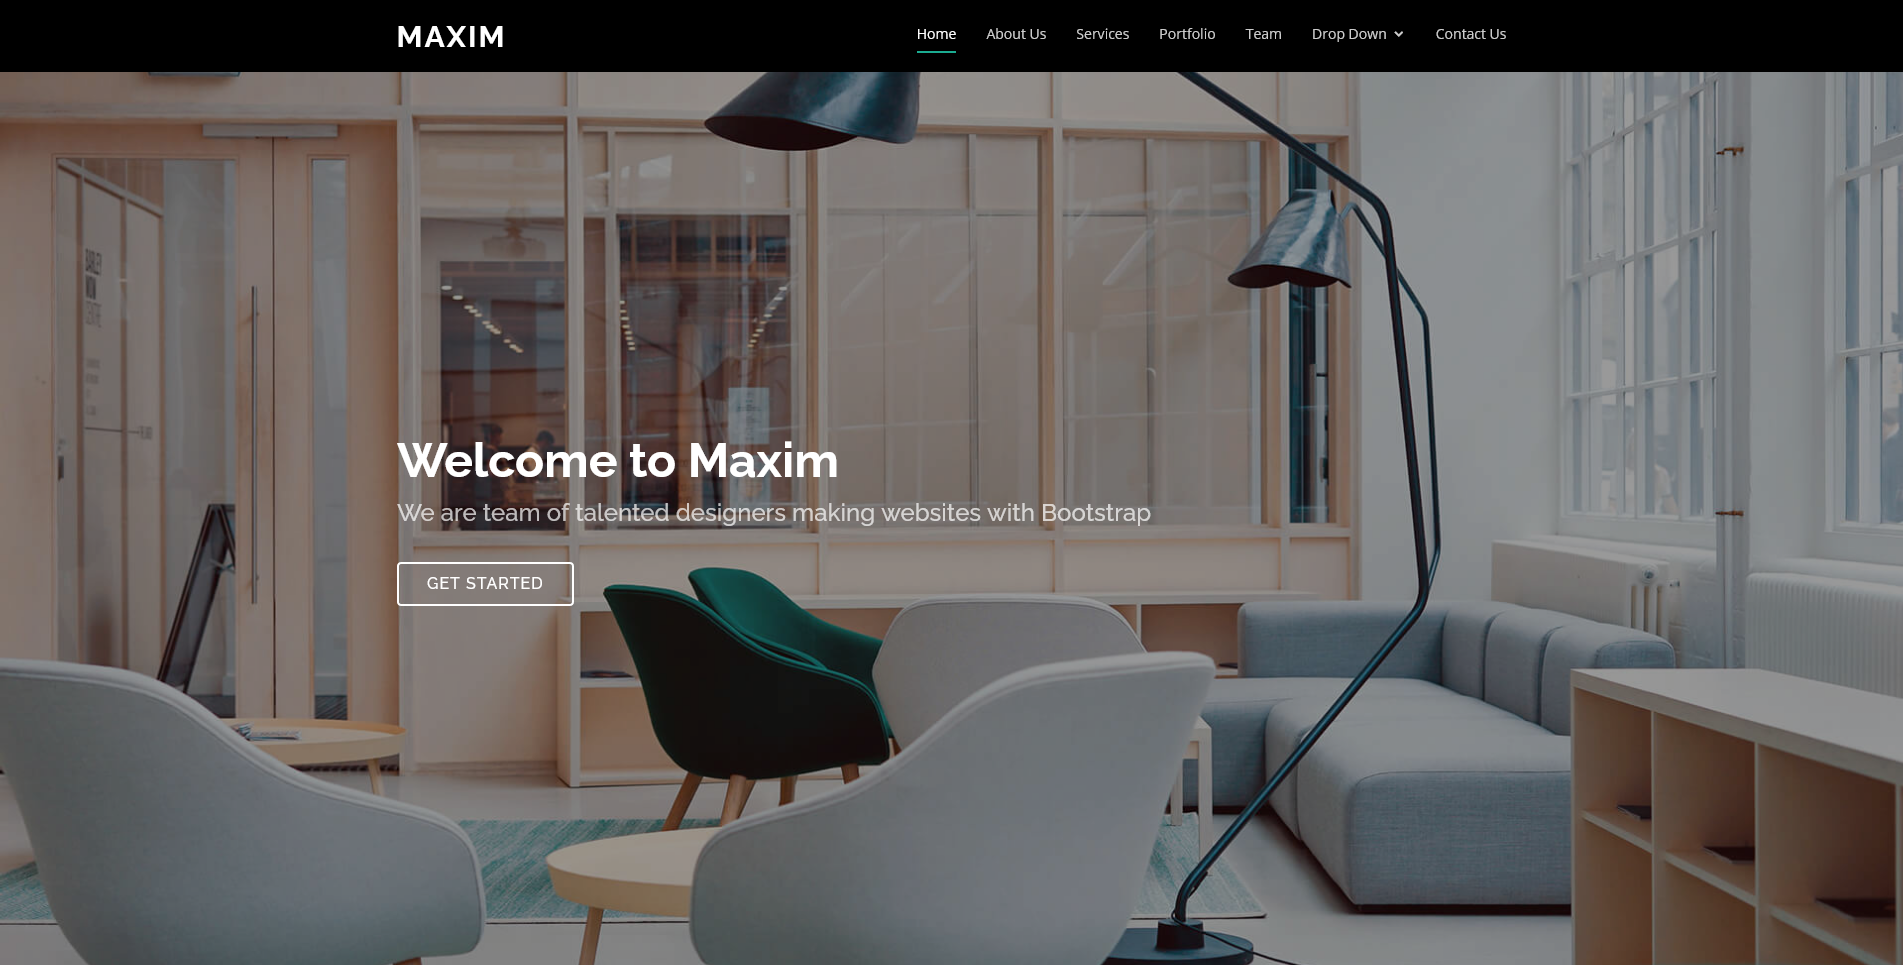 MAXIM
Home About Us Services Portfolio Team Drop Down Contact Us
Welcome to Maxim
We are team of talented designers making websites with Bootstrap
GET STARTED